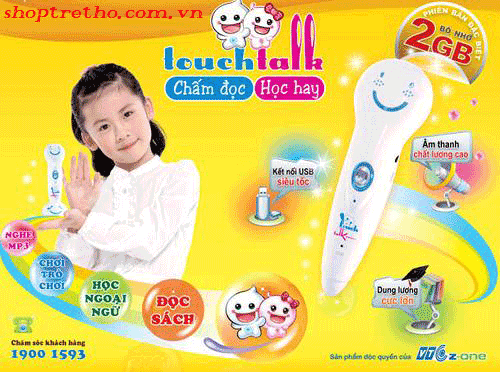 shoptretho.com.vn
PHIÊN BẢN ĐẶC BIỆT
BỘ NHỚ
2GB
touchtalk
Chấm đọc Học hay
Âm thanh
chất lượng cao
Kết nối USB
siêu tốc
NGHE
MP3
CHƠI
TRÒ
CHƠI
HỌC
NGOẠI
NGỮ
ĐỌC
SÁCH
Dung lượng
cực lớn
Chăm sóc khách hàng
1900 1593
Sản phẩm độc quyền của VTC z-one